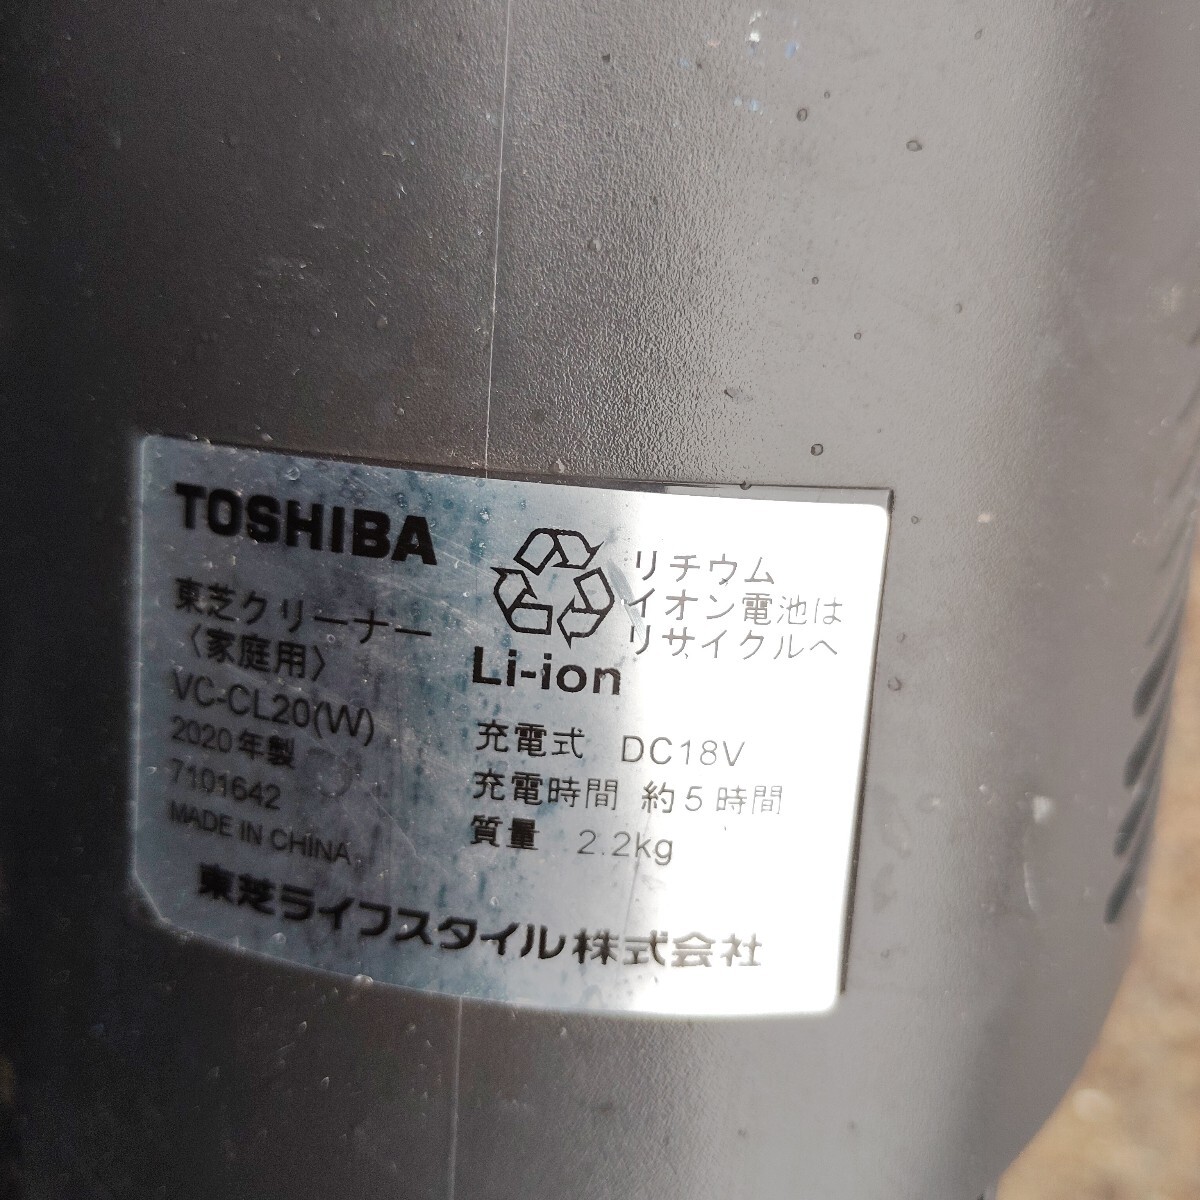 TOSHIBA
東芝クリーナー
〈家庭用〉
VC-CL20(W)
2020年製
7101642
MADE IN CHINA
リチウム
イオン電池は
リサイクルへ
Li-ion
充電式 DC18V
充電時間 約5時間
質量 2.2kg
東芝ライフスタイル株式会社